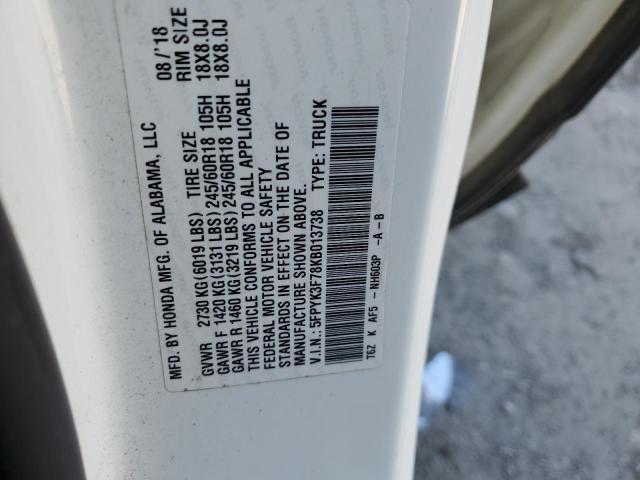 MFG. BY HONDA MFG. OF ALABAMA, LLC 08/'18
GVWR 2730 KG(6019 LBS) TIRE SIZE RIM SIZE
GAWR F 1420 KG(3131 LBS)245/60R18 105H 18X8.0J
GAWR R 1460 KG(3219 LBS)245/60R18 105H 18X8.0J
THIS VEHICLE CONFORMS TO ALL APPLICABLE
FEDERAL MOTOR VEHICLE SAFETY
STANDARDS IN EFFECT ON THE DATE OF
MANUFACTURE SHOWN ABOVE.
V.I.N.: 5FPYK3F78KB013738 TYPE: TRUCK
T6Z K AF5 -NH603P -A-B